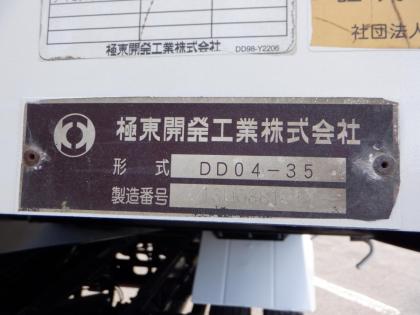 極東開発工業株式会社 DD98-Y2206
社団法人
極東開発工業株式会社
形式 DD04-35
製造番号